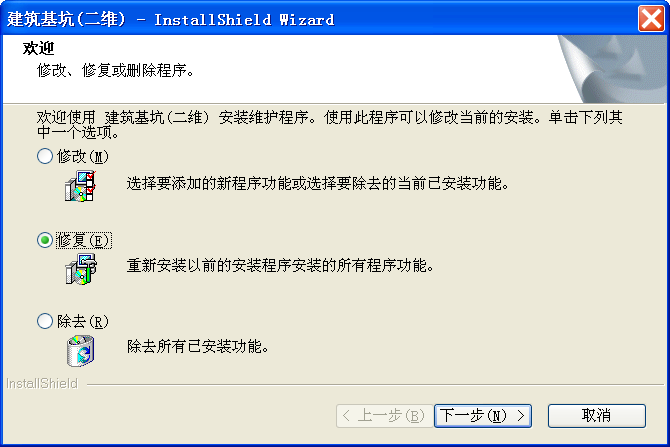 建筑基坑(二维) - InstallShield Wizard
欢迎
修改、修复或删除程序。
欢迎使用 建筑基坑(二维) 安装维护程序。使用此程序可以修改当前的安装。单击下列其
中一个选项。
修改(M)
选择要添加的新程序功能或选择要除去的当前已安装功能。
修复(E)
重新安装以前的安装程序安装的所有程序功能。
除去(R)
除去所有已安装功能。
InstallShield
< 上一步(B) 下一步(N) > 取消